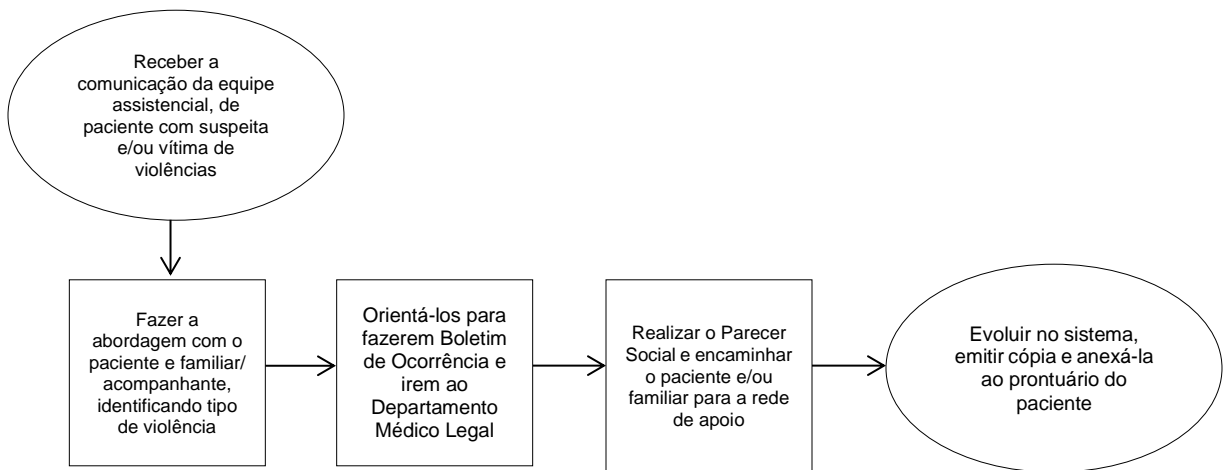 Receber a
comunicação da equipe
assistencial, de
paciente com suspeita
e/ou vítima de
violências
Fazer a
abordagem com o
paciente e familiar/
acompanhante,
identificando tipo
de violência
Orientá-los para
fazerem Boletim
de Ocorrência e
irem ao
Departamento
Médico Legal
Realizar o Parecer
Social e encaminhar
o paciente e/ou
familiar para a rede
de apoio
Evoluir no sistema,
emitir cópia e anexá-la
ao prontuário do
paciente